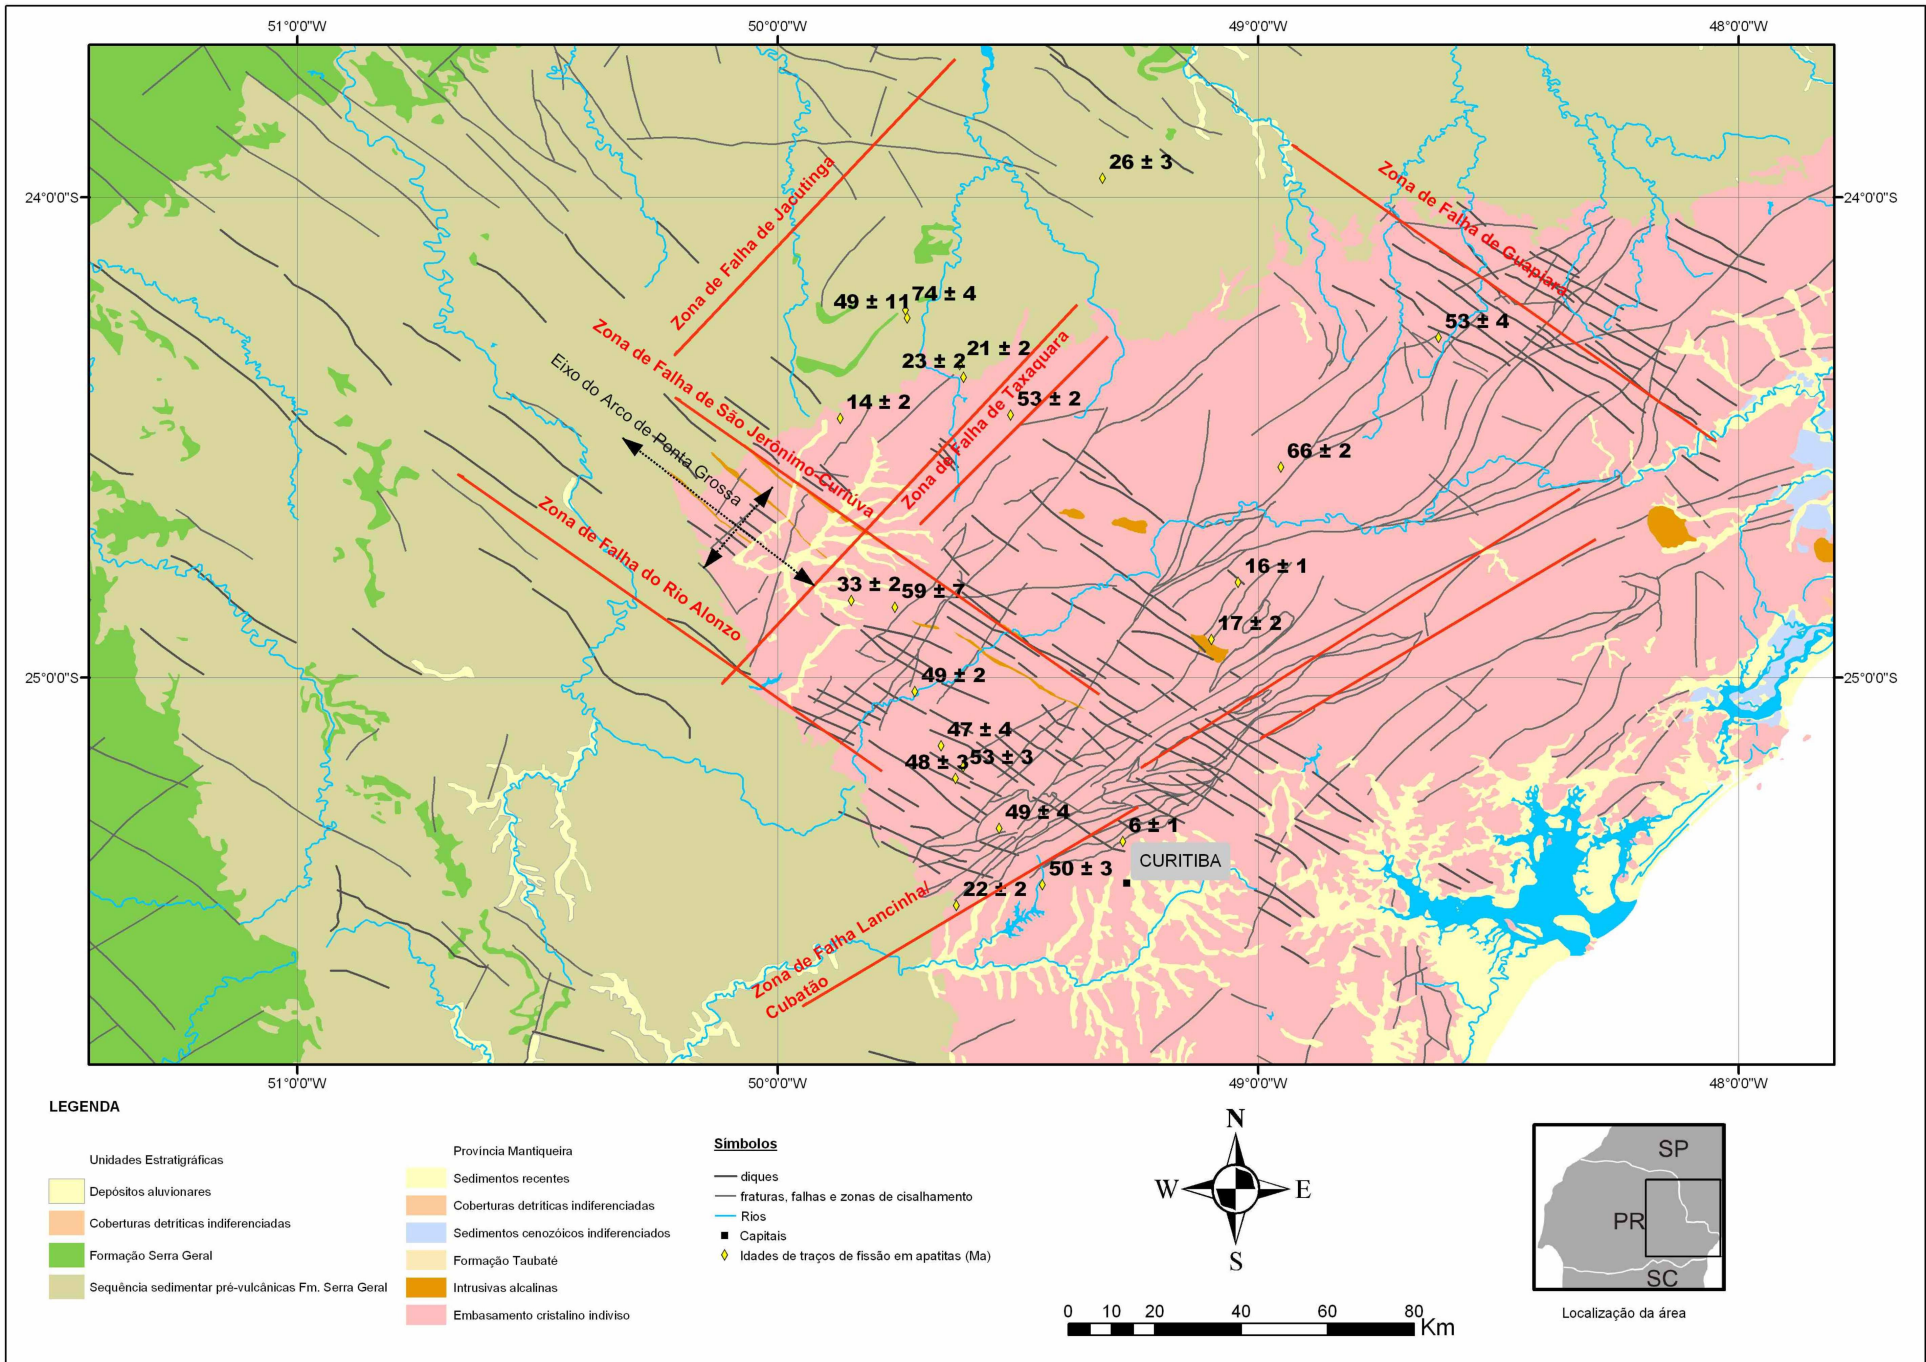 51°0'0"W
50°0'0"W
49°0'0"W
48°0'0"W
24°0'0"S
24°0'0"S
26 ± 3
Zona de Falha de Jacutinga
Zona de Falha de Guapiara
49 ± 11
74 ± 4
53 ± 4
23 ± 2
21 ± 2
14 ± 2
53 ± 2
Zona de Falha de São Jerônimo-Curiúva
Eixo do Arco de Ponta Grossa
Zona de Falha de Taxaquara
66 ± 2
Zona de Falha do Rio Alonzo
16 ± 1
33 ± 2
59 ± 7
17 ± 2
25°0'0"S
25°0'0"S
49 ± 2
47 ± 4
48 ± 3
53 ± 3
49 ± 4
6 ± 1
CURITIBA
50 ± 3
22 ± 2
Zona de Falha Lancinha/
Cubatão
51°0'0"W
50°0'0"W
49°0'0"W
48°0'0"W
LEGENDA
Unidades Estratigráficas
Depósitos aluvionares
Coberturas detríticas indiferenciadas
Formação Serra Geral
Sequência sedimentar pré-vulcânicas Fm. Serra Geral
Província Mantiqueira
Sedimentos recentes
Coberturas detríticas indiferenciadas
Sedimentos cenozóicos indiferenciados
Formação Taubaté
Intrusivas alcalinas
Embasamento cristalino indiviso
Símbolos
diques
fraturas, falhas e zonas de cisalhamento
Rios
Capitais
Idades de traços de fissão em apatitas (Ma)
N
W
E
S
0 10 20 40 60 80
Km
SP
PR
SC
Localização da área